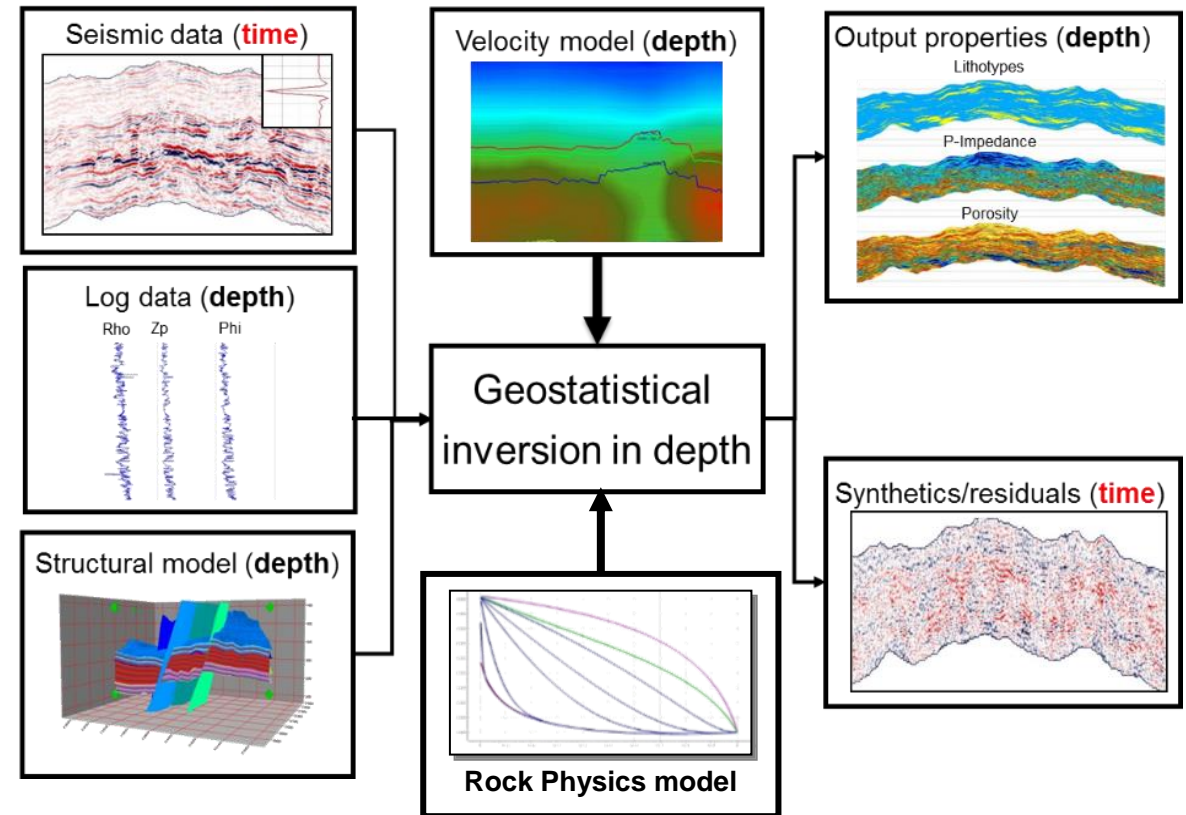 Seismic data (time)
Velocity model (depth)
Output properties (depth)
Lithotypes
P-Impedance
Porosity
Log data (depth)
Rho Zp Phi
Geostatistical
inversion in depth
Synthetics/residuals (time)
Structural model (depth)
Rock Physics model